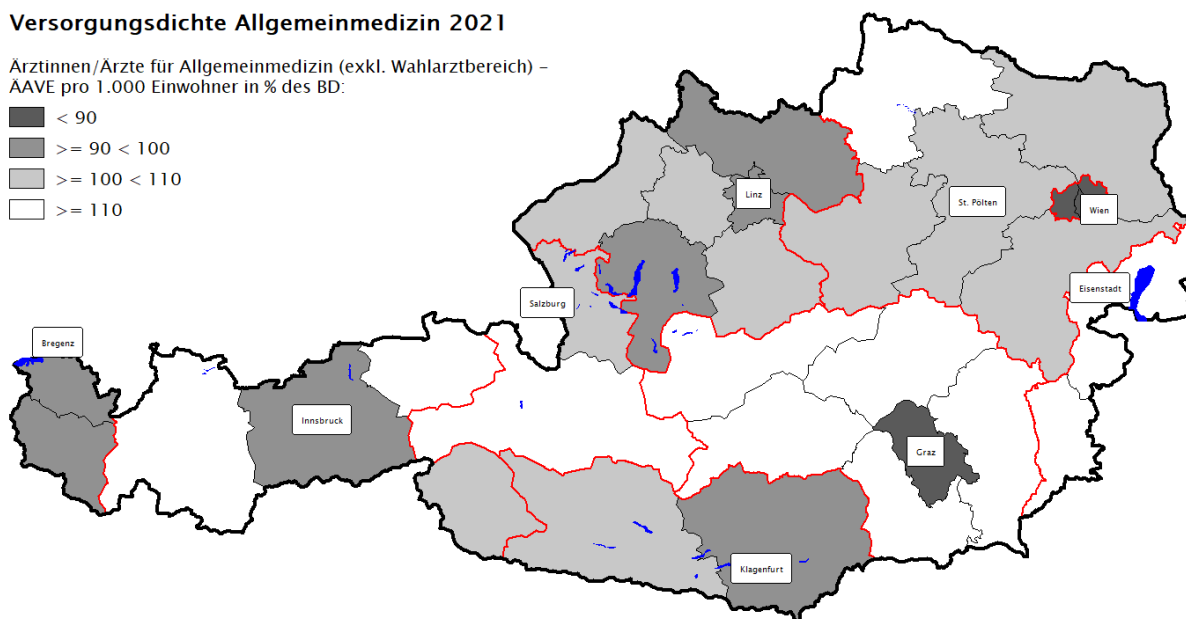 Versorgungsdichte Allgemeinmedizin 2021
Ärztinnen/Ärzte für Allgemeinmedizin (exkl. Wahlarztbereich) –
ÄAVE pro 1.000 Einwohner in % des BD:
< 90
>= 90 < 100
>= 100 < 110
>= 110
Linz
St. Pölten
Wien
Eisenstadt
Salzburg
Bregenz
Innsbruck
Graz
Klagenfurt